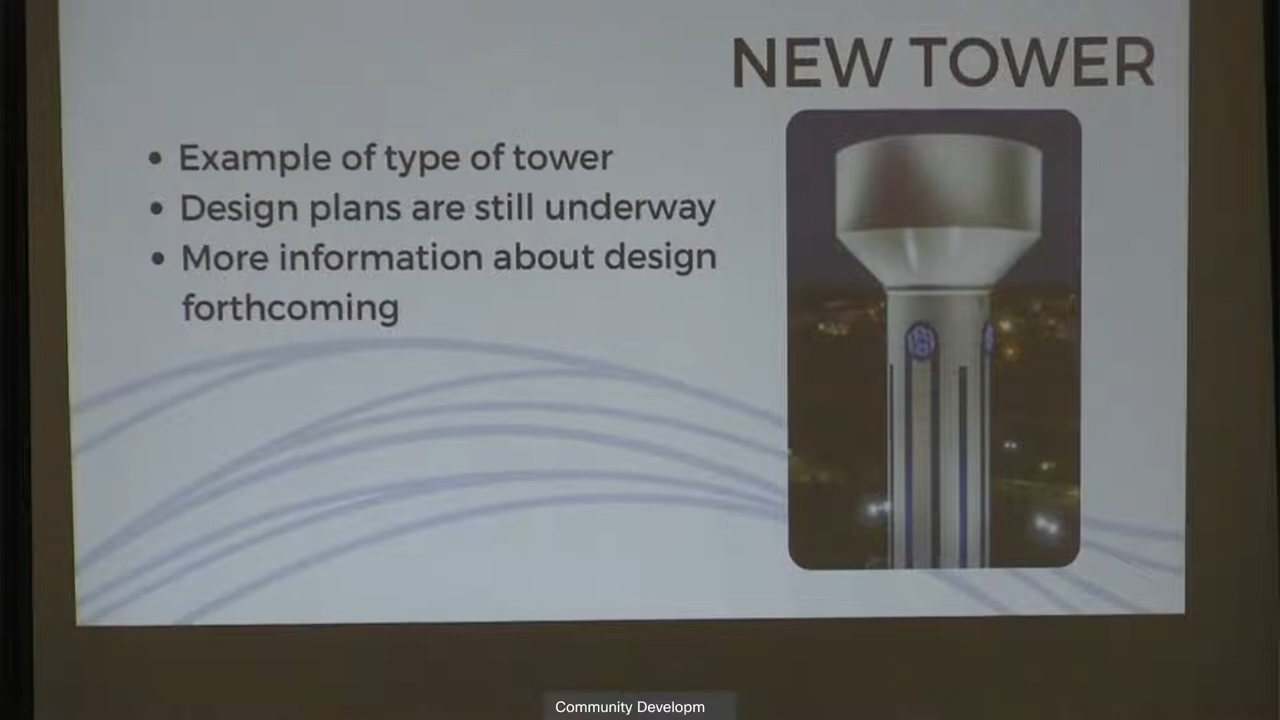 NEW TOWER
• Example of type of tower
• Design plans are still underway
• More information about design
forthcoming
Community Developm